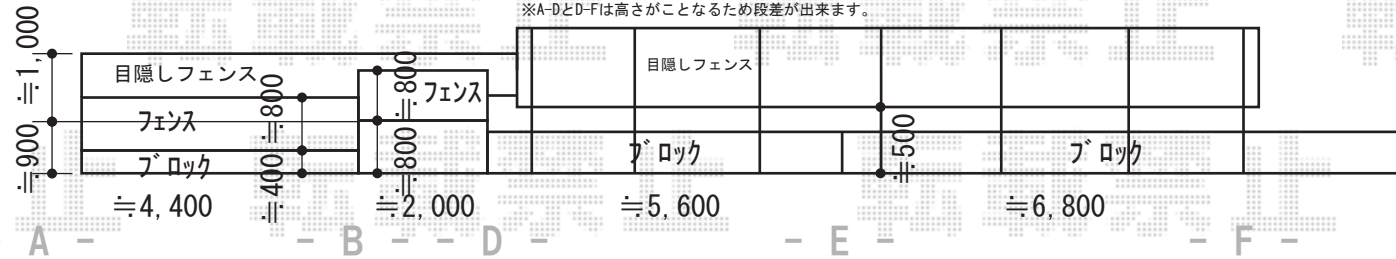 ※A-DとD-Fは高さがことなるため段差が出来ます。
≒1,000
目隠しフェンス
目隠しフェンス
≒800
フェンス
フェンス
≒800
≒900
ブロック
≒400
≒800
ブロック
≒500
ブロック
≒4,400
≒2,000
≒5,600
≒6,800
A - - B - - D - - E - - F -